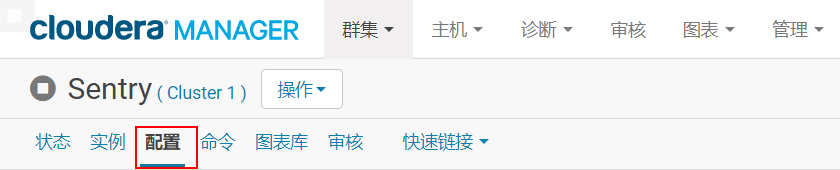 cloudera MANAGER 群集 主机 诊断 审核 图表 管理
Sentry ( Cluster 1 ) 操作
状态 实例 配置 命令 图表库 审核 快速链接